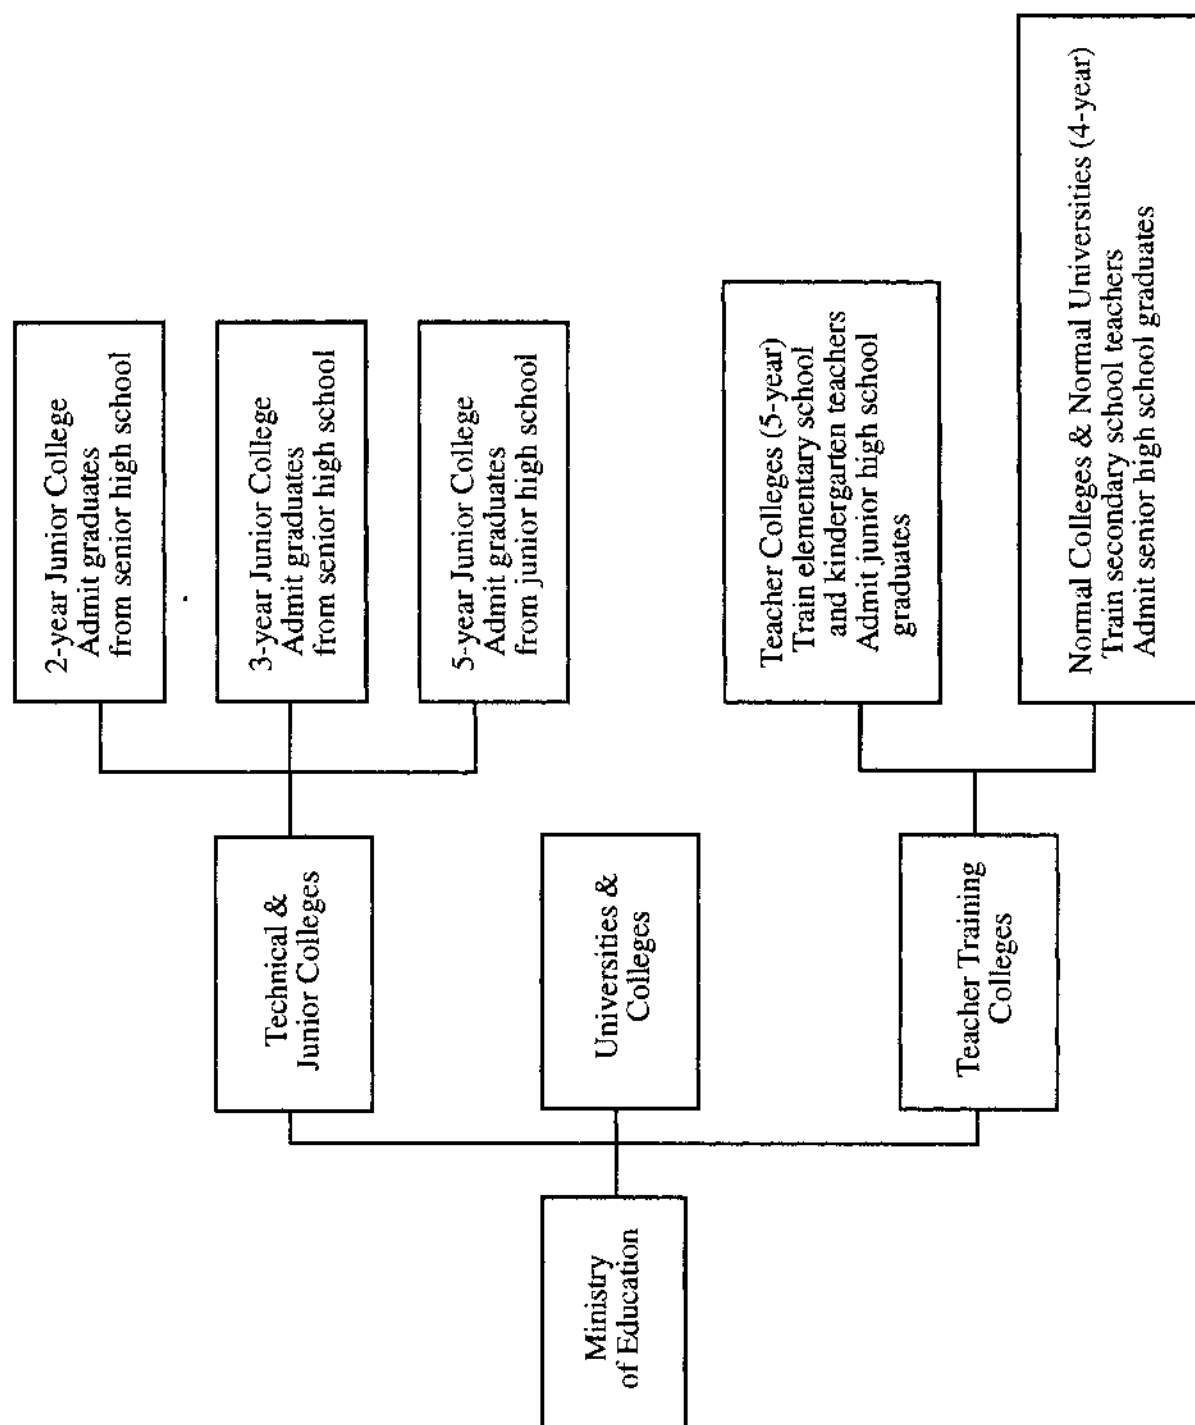 Ministry
of Education
Technical &
Junior Colleges
Universities &
Colleges
Teacher Training
Colleges
2-year Junior College
Admit graduates
from senior high school
3-year Junior College
Admit graduates
from senior high school
5-year Junior College
Admit graduates
from junior high school
Teacher Colleges (5-year)
Train elementary school
and kindergarten teachers
Admit junior high school
graduates
Normal Colleges & Normal Universities (4-year)
Train secondary school teachers
Admit senior high school graduates